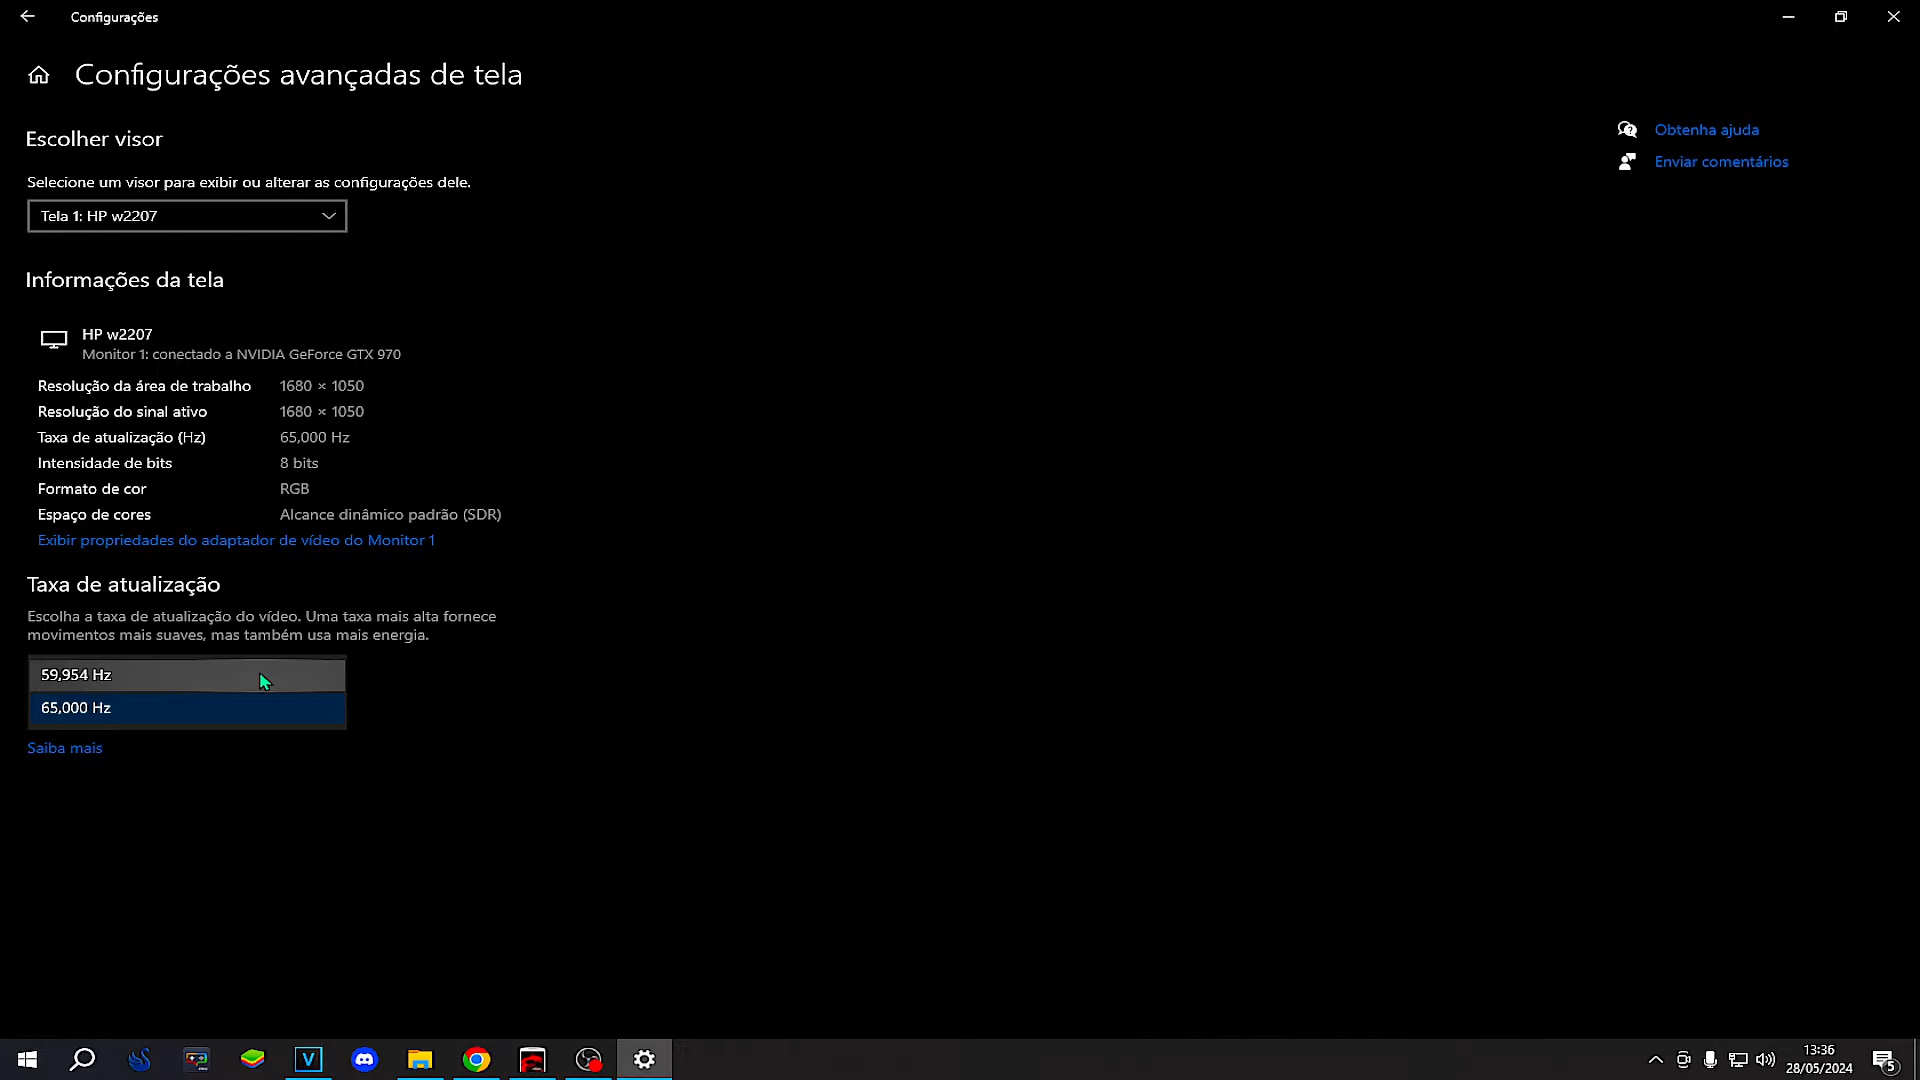 Configurações
Configurações avançadas de tela
Obtenha ajuda
Enviar comentários
Escolher visor
Selecione um visor para exibir ou alterar as configurações dele.
Tela 1: HP w2207
Informações da tela
HP w2207
Monitor 1: conectado a NVIDIA GeForce GTX 970
Resolução da área de trabalho 1680 × 1050
Resolução do sinal ativo 1680 × 1050
Taxa de atualização (Hz) 65,000 Hz
Intensidade de bits 8 bits
Formato de cor RGB
Espaço de cores Alcance dinâmico padrão (SDR)
Exibir propriedades do adaptador de vídeo do Monitor 1
Taxa de atualização
Escolha a taxa de atualização do vídeo. Uma taxa mais alta fornece
movimentos mais suaves, mas também usa mais energia.
59,954 Hz
65,000 Hz
Saiba mais
V
13:36
28/05/2024
5